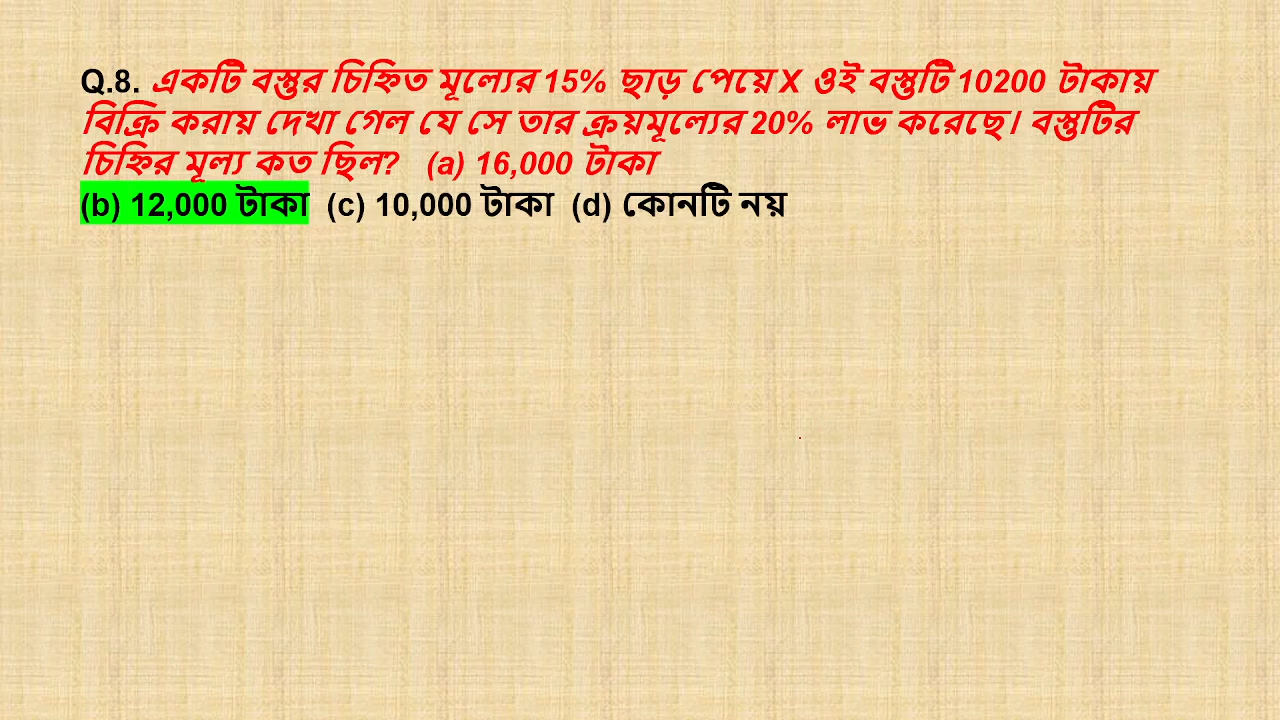 Q.8. একটি বস্তুর চিহ্নিত মূল্যের 15% ছাড় পেয়ে X ওই বস্তুটি 10200 টাকায়
বিক্রি করায় দেখা গেল যে সে তার ক্রয়মূল্যের 20% লাভ করেছে। বস্তুটির
চিহ্নির মূল্য কত ছিল? (a) 16,000 টাকা
(b) 12,000 টাকা (c) 10,000 টাকা (d) কোনটি নয়